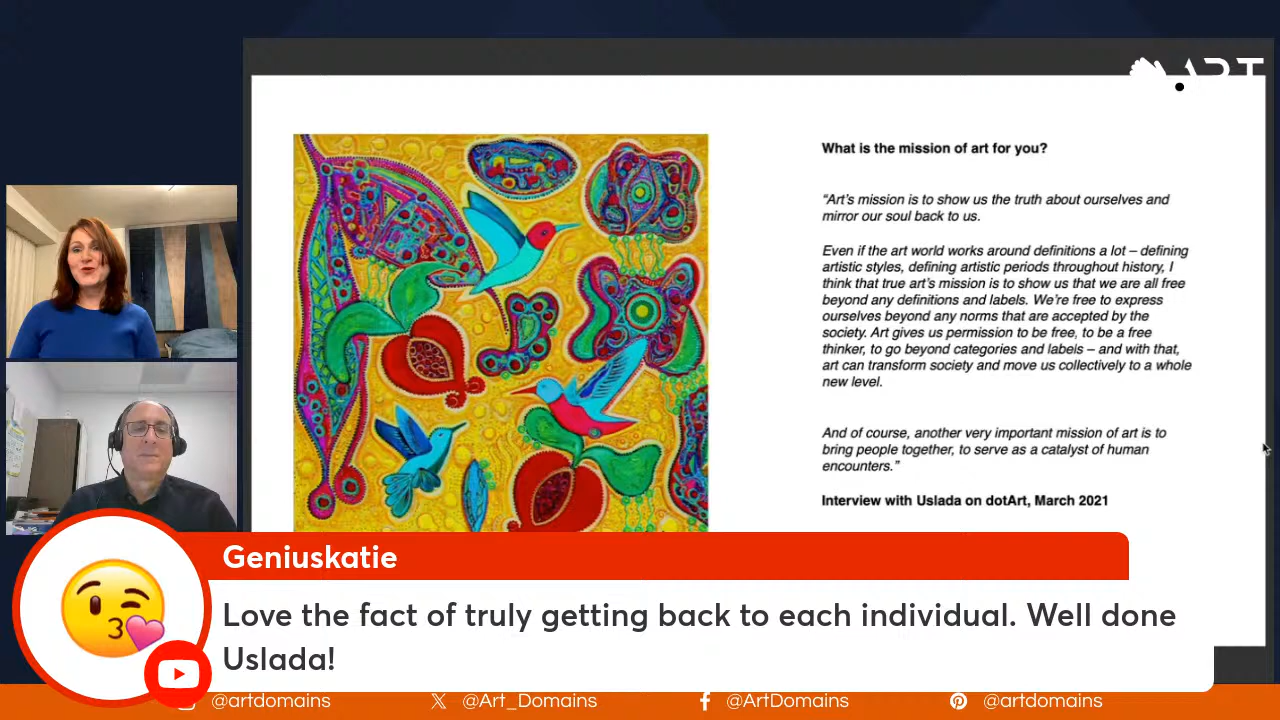 ART
What is the mission of art for you?
“Art’s mission is to show us the truth about ourselves and
mirror our soul back to us.
Even if the art world works around definitions a lot – defining
artistic styles, defining artistic periods throughout history, I
think that true art’s mission is to show us that we are all free
beyond any definitions and labels. We’re free to express
ourselves beyond any norms that are accepted by the
society. Art gives us permission to be free, to be a free
thinker, to go beyond categories and labels – and with that,
art can transform society and move us collectively to a whole
new level.
And of course, another very important mission of art is to
bring people together, to serve as a catalyst of human
encounters.”
Interview with Uslada on dotArt, March 2021
Geniuskatie
Love the fact of truly getting back to each individual. Well done
Uslada!
@artdomains @Art_Domains @ArtDomains @artdomains